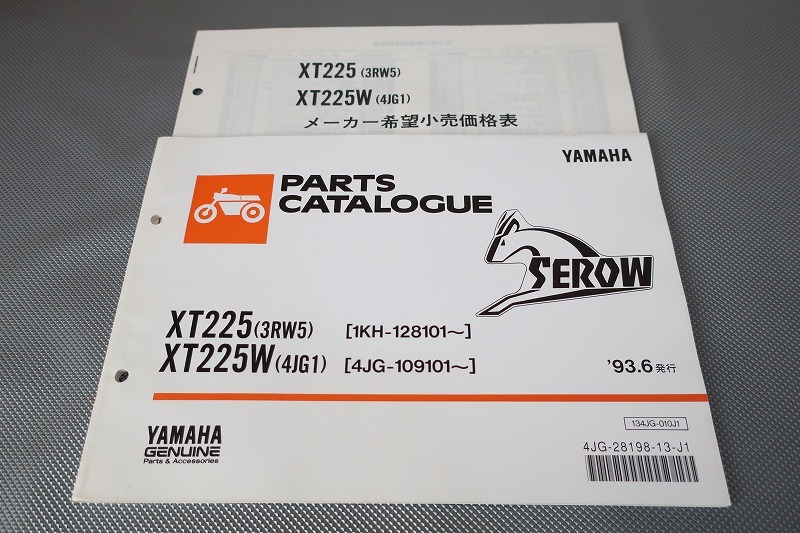 XT225 (3RW5)
XT225W (4JG1)
メーカー希望小売価格表
YAMAHA
PARTS
CATALOGUE
SEROW
XT225 (3RW5) [1KH-128101～]
XT225W (4JG1) [4JG-109101～]
'93.6 発行
134JG-010J1
YAMAHA
GENUINE
Parts & Accessories
4JG-28198-13-J1